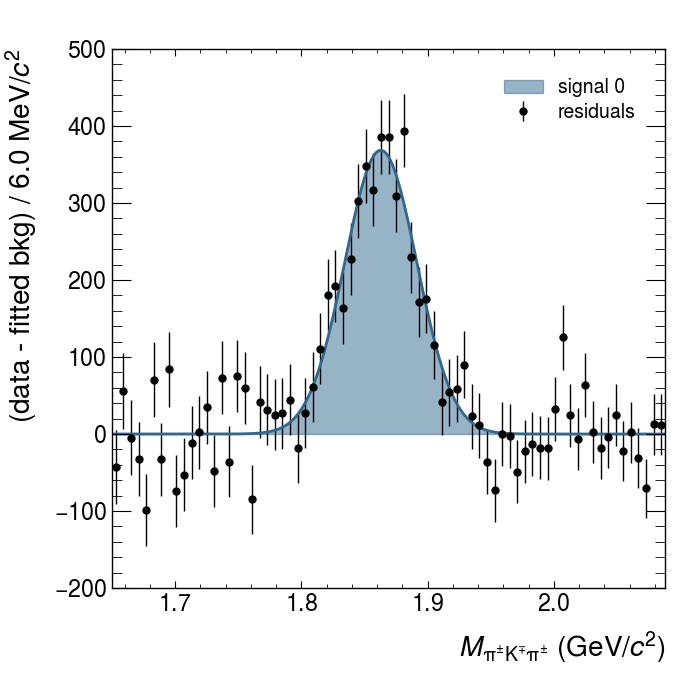 (data - fitted bkg) / 6.0 MeV/c²
500
400
300
200
100
0
−100
−200
signal 0
residuals
1.7 1.8 1.9 2.0
M_{π^{±}K^{∓}π^{±}} (GeV/c²)